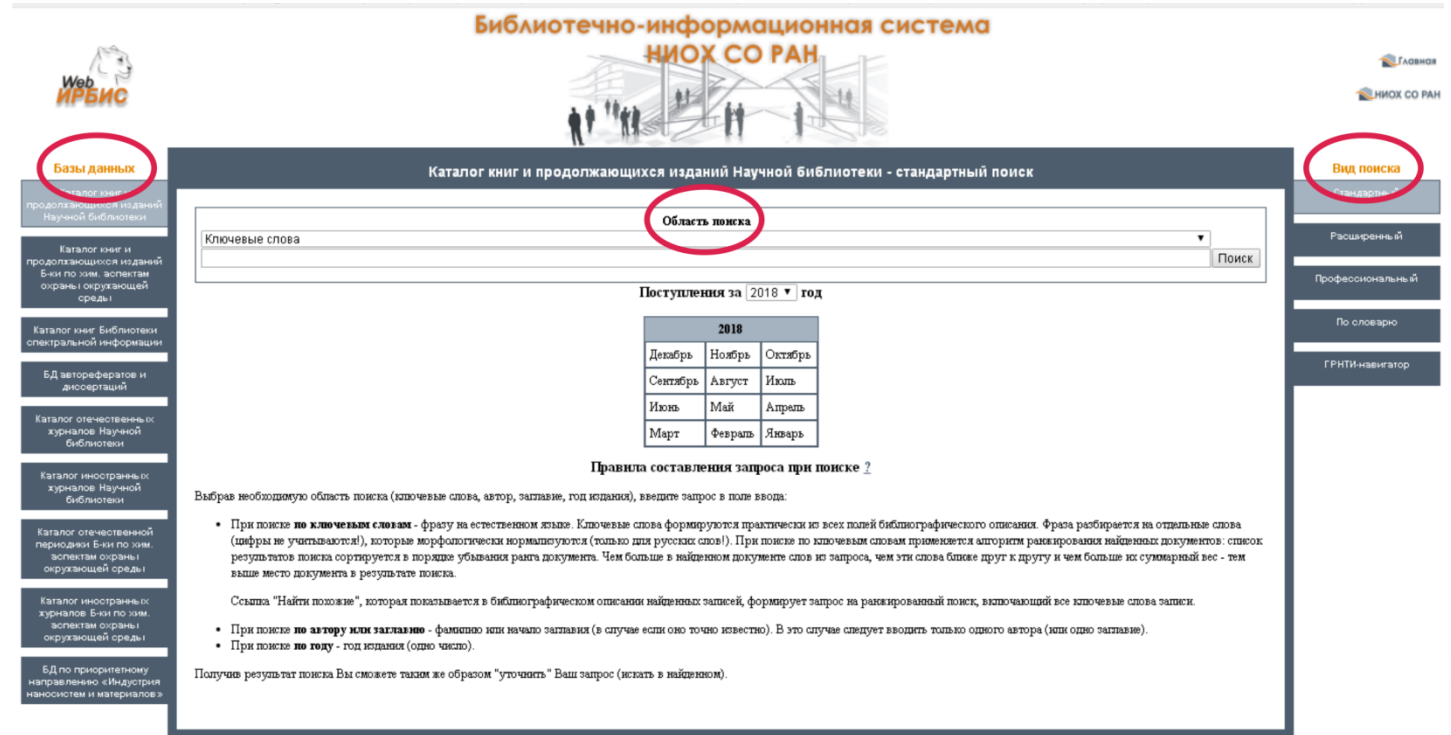 Библиотечно-информационная система
НИОХ СО РАН
Web
ИРБИС
Главная
НИОХ СО РАН
Базы данных
Каталог книг и
продолжающихся изданий
Научной библиотеки
Каталог книг и
продолжающихся изданий
Б-ки по хим. аспектам
охраны окружающей
среды
Каталог книг Библиотеки
спектральной информации
БД авторефератов и
диссертаций
Каталог отечественных
журналов Научной
библиотеки
Каталог иностранных
журналов Научной
библиотеки
Каталог отечественной
периодики Б-ки по хим.
аспектам охраны
окружающей среды
Каталог иностранных
журналов Б-ки по хим.
аспектам охраны
окружающей среды
БД по приоритетному
направлению «Индустрия
наносистем и материалов»
Каталог книг и продолжающихся изданий Научной библиотеки - стандартный поиск
Область поиска
Ключевые слова
Поиск
Поступления за 2018 год
2018
Декабрь Ноябрь Октябрь
Сентябрь Август Июль
Июнь Май Апрель
Март Февраль Январь
Правила составления запроса при поиске ?
Выбрав необходимую область поиска (ключевые слова, автор, заглавие, год издания), введите запрос в поле ввода:
• При поиске по ключевым словам - фразу на естественном языке. Ключевые слова формируются практически из всех полей библиографического описания. Фраза разбирается на отдельные слова
(цифры не учитываются!), которые морфологически нормализуются (только для русских слов!). При поиске по ключевым словам применяется алгоритм ранжирования найденных документов: список
результатов поиска сортируется в порядке убывания ранга документа. Чем больше в найденном документе слов из запроса, чем эти слова ближе друг к другу и чем больше их суммарный вес - тем
выше место документа в результате поиска.
Ссылка "Найти похожие", которая показывается в библиографическом описании найденных записей, формирует запрос на ранжированный поиск, включающий все ключевые слова записи.
• При поиске по автору или заглавию - фамилию или начало заглавия (в случае если оно точно известно). В это случае следует вводить только одного автора (или одно заглавие).
• При поиске по году - год издания (одно число).
Получив результат поиска Вы сможете таким же образом "уточнить" Ваш запрос (искать в найденном).
Вид поиска
Стандартный
Расширенный
Профессиональный
По словарю
ГРНТИ-навигатор